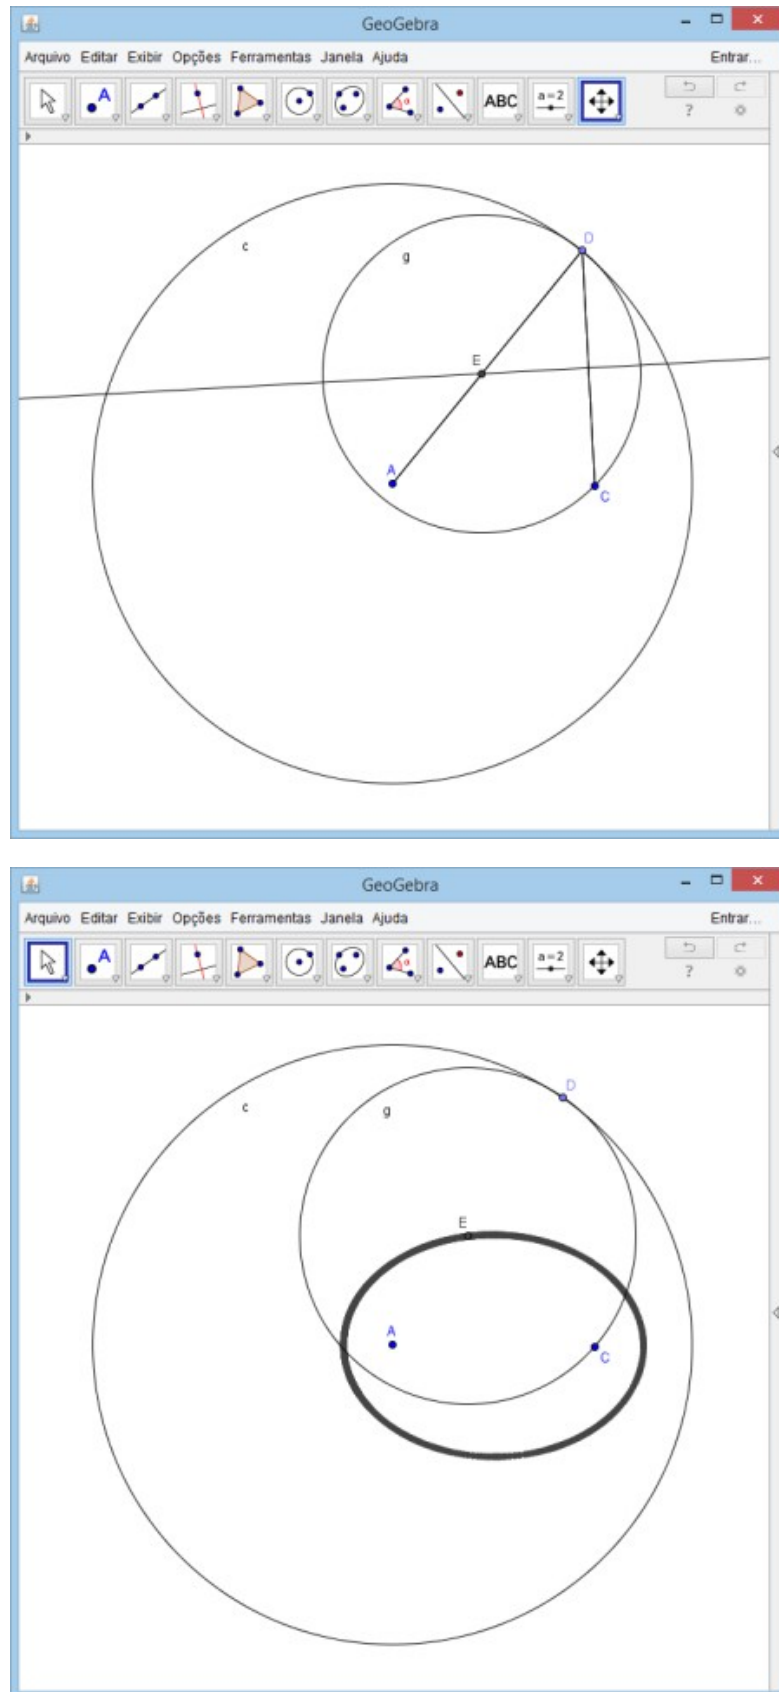 GeoGebra
Arquivo Editar Exibir Opções Ferramentas Janela Ajuda Entrar...
A ABC a=2 ?
c
g
D
E
A
C
GeoGebra
Arquivo Editar Exibir Opções Ferramentas Janela Ajuda Entrar...
A ABC a=2 ?
D
c
g
E
A
C